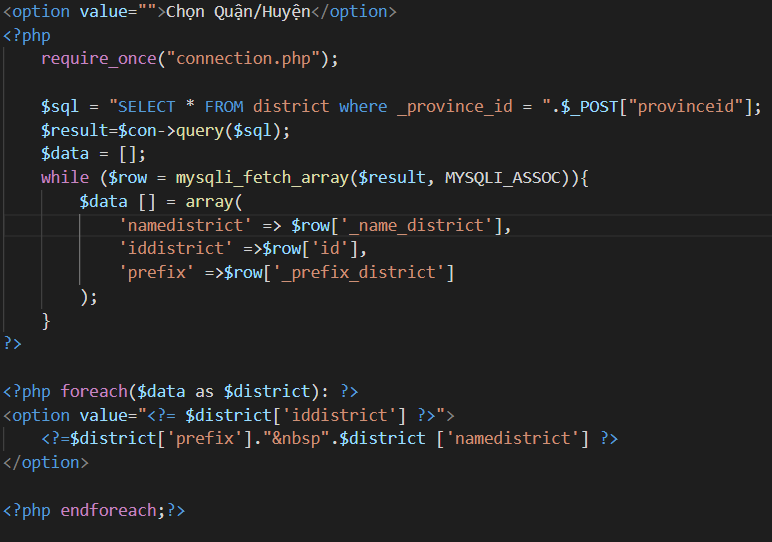 <option value="">Chọn Quận/Huyện</option>
<?php
    require_once("connection.php");

    $sql = "SELECT * FROM district where _province_id = ".$_POST["provinceid"];
    $result=$con->query($sql);
    $data = [];
    while ($row = mysqli_fetch_array($result, MYSQLI_ASSOC)){
        $data [] = array(
            'namedistrict' => $row['_name_district'],
            'iddistrict' =>$row['id'],
            'prefix' =>$row['_prefix_district']
        );
    }
?>

<?php foreach($data as $district): ?>
<option value="<?= $district['iddistrict'] ?>">
    <?=$district['prefix']."&nbsp".$district ['namedistrict'] ?>
</option>

<?php endforeach;?>